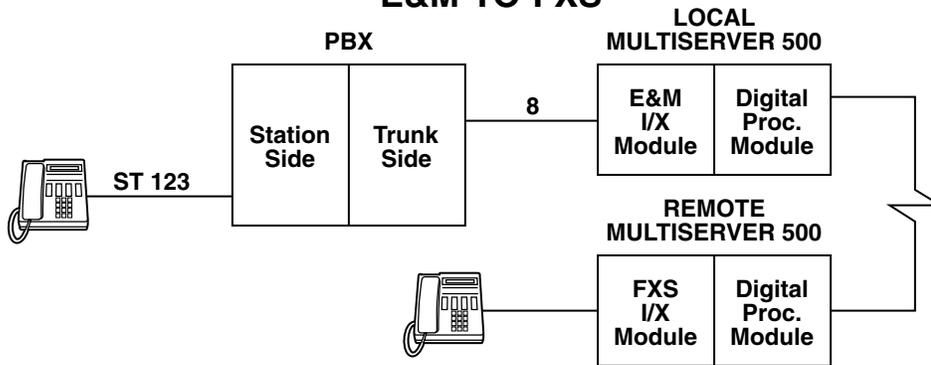 E&M TO FXS
LOCAL
MULTISERVER 500
PBX
Station
Side
Trunk
Side
8
E&M
I/X
Module
Digital
Proc.
Module
ST 123
REMOTE
MULTISERVER 500
FXS
I/X
Module
Digital
Proc.
Module